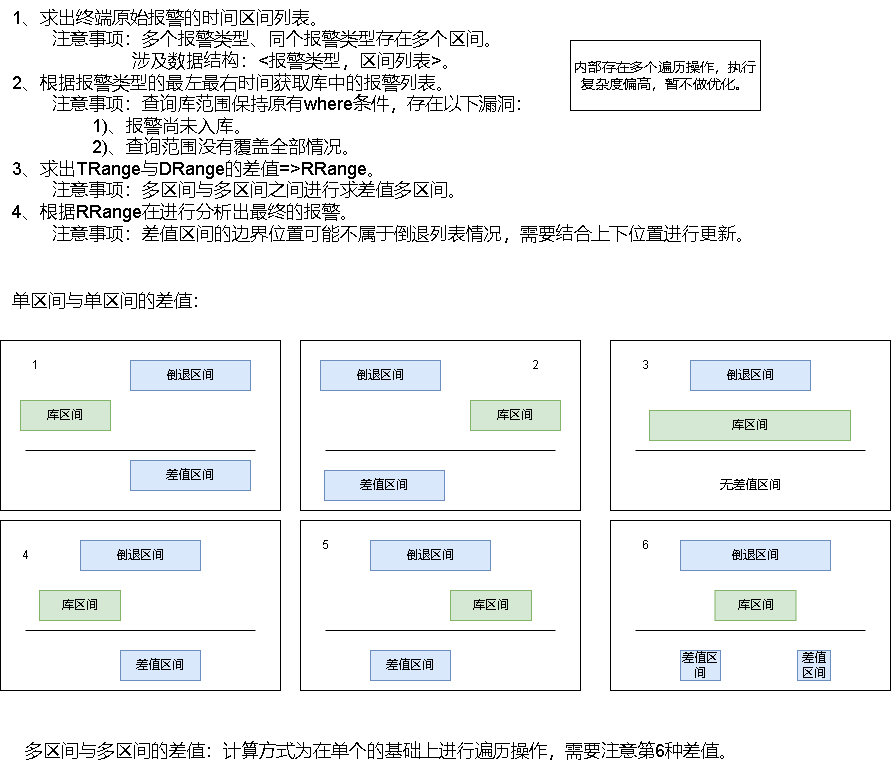 1、求出终端原始报警的时间区间列表。
注意事项：多个报警类型、同个报警类型存在多个区间。
涉及数据结构：<报警类型，区间列表>。
2、根据报警类型的最左最右时间获取库中的报警列表。
注意事项：查询库范围保持原有where条件，存在以下漏洞：
1)、报警尚未入库。
2)、查询范围没有覆盖全部情况。
3、求出TRange与DRange的差值=>RRange。
注意事项：多区间与多区间之间进行求差值多区间。
4、根据RRange在进行分析出最终的报警。
注意事项：差值区间的边界位置可能不属于倒退列表情况，需要结合上下位置进行更新。
内部存在多个遍历操作，执行
复杂度偏高，暂不做优化。
单区间与单区间的差值：
1
倒退区间
库区间
差值区间
2
倒退区间
库区间
差值区间
3
倒退区间
库区间
无差值区间
4
倒退区间
库区间
差值区间
5
倒退区间
库区间
差值区间
6
倒退区间
库区间
差值区
间
差值
区间
多区间与多区间的差值：计算方式为在单个的基础上进行遍历操作，需要注意第6种差值。